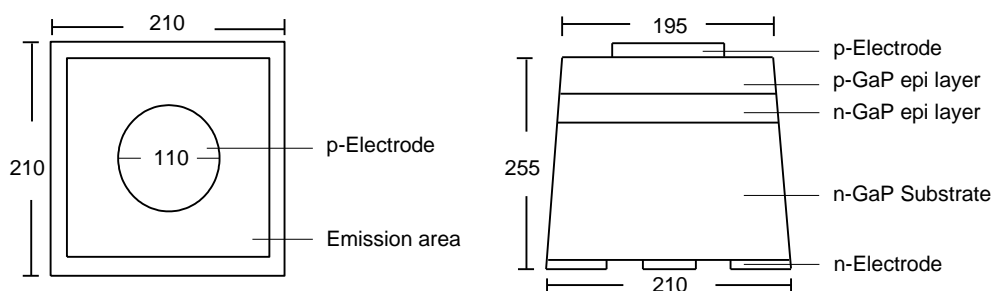 210
210
110
p-Electrode
Emission area
195
255
p-Electrode
p-GaP epi layer
n-GaP epi layer
n-GaP Substrate
n-Electrode
210